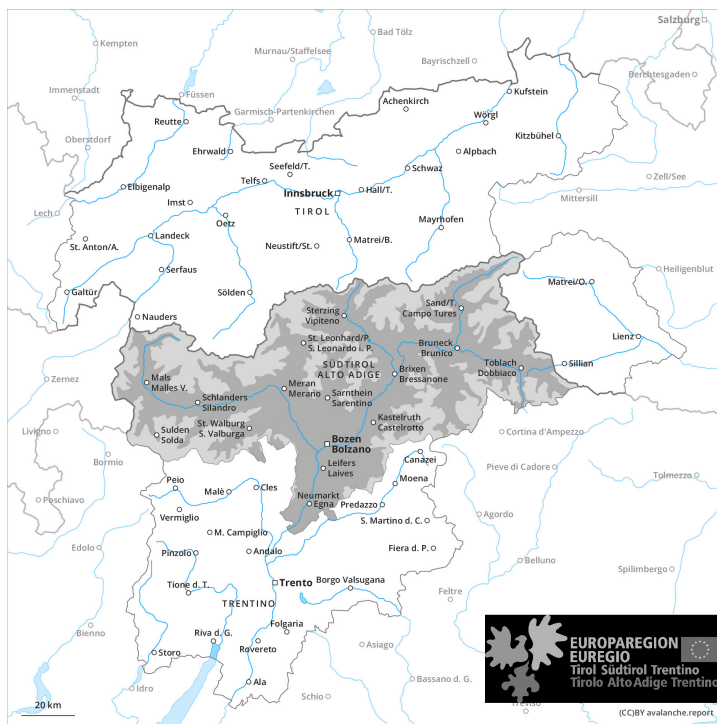 Salzburg
Kempten
Bad Tölz
Murnau/Staffelsee
Bayrischzell
Berchtesgaden
Immenstadt
Füssen
Kufstein
Achenkirch
Garmisch-Partenkirchen
Reutte
Wörgl
Oberstdorf
Kitzbühel
Ehrwald
Alpbach
Seefeld/T.
Schwaz
Zell/See
Telfs
Elbigenalp
Innsbruck
Hall/T.
Mittersill
Imst
TIROL
Lech
Oetz
Mayrhofen
Landeck
St. Anton/A.
Neustift/St.
Matrei/B.
Serfaus
Heiligenblut
Galtür
Sölden
Matrei/O.
Sand/T.
Campo Tures
Nauders
Sterzing
Vipiteno
Lienz
St. Leonhard/P.
S. Leonardo i. P.
Bruneck
Brunico
SÜDTIROL
ALTO ADIGE
Toblach
Dobbiaco
Sillian
Brixen
Bressanone
Zernez
Mals
Malles V.
Meran
Merano
Schlanders
Silandro
Sarnthein
Sarentino
Kastelruth
Castelrotto
St. Walburg
S. Valburga
Livigno
Sulden
Solda
Cortina d'Ampezzo
Bozen
Bolzano
Bormio
Canazei
Leifers
Laives
Pieve di Cadore
Tolmezzo
Peio
Malè
Cles
Moena
Poschiavo
Neumarkt
Egna
Predazzo
Vermiglio
Agordo
S. Martino d. C.
M. Campiglio
Edolo
Pinzolo
Andalo
Fiera d. P.
Belluno
Spilimbergo
Tione d. T.
Trento
Borgo Valsugana
Feltre
TRENTINO
Folgaria
Bienno
Riva d. G.
Rovereto
Asiago
Storo
Ala
Bassano d. G.
Idro
Schio
EUROPAREGION
EUREGIO
Tirol Südtirol Trentino
Tirolo Alto Adige Trentino
Treviso
20 km
(CC)BY avalanche.report